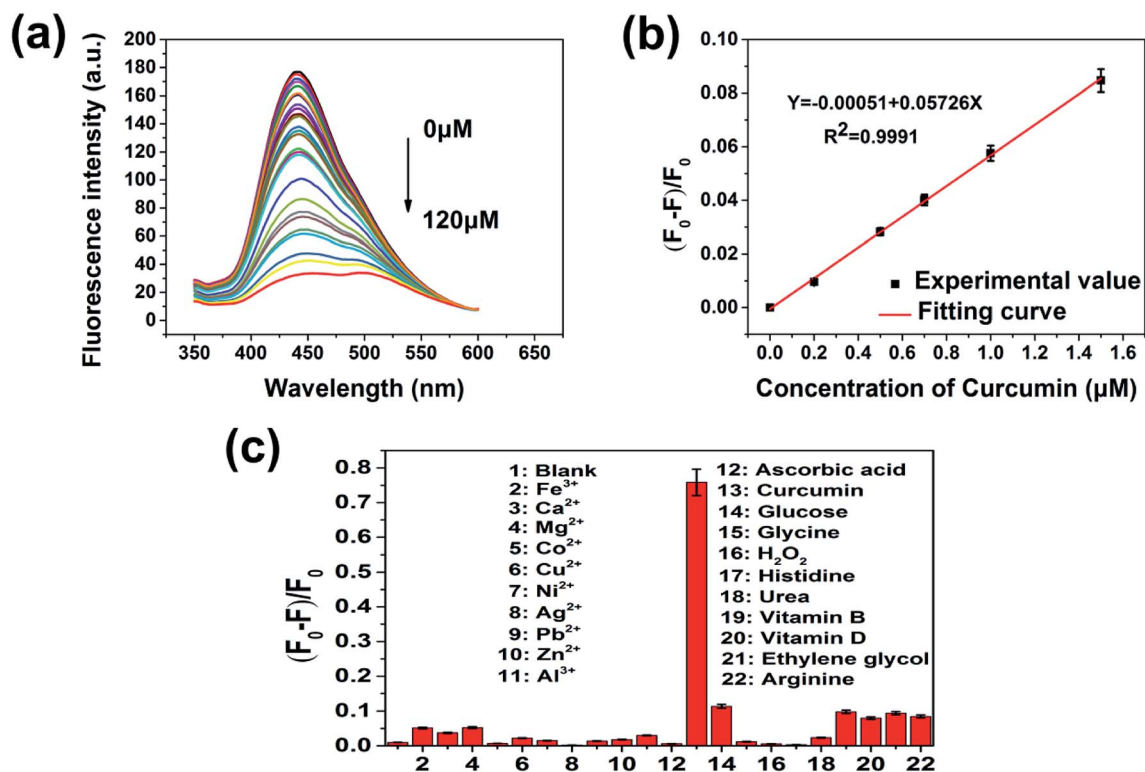 (a)
200
180
160
140
120
100
80
60
40
20
0
Fluorescence intensity (a.u.)
0μM
120μM
350 400 450 500 550 600 650
Wavelength (nm)
(b)
0.10
0.08
0.06
0.04
0.02
0.00
(F₀-F)/F₀
Y=-0.00051+0.05726X
R²=0.9991
Experimental value
Fitting curve
0.0 0.2 0.4 0.6 0.8 1.0 1.2 1.4 1.6
Concentration of Curcumin (μM)
(c)
0.8
0.7
0.6
0.5
0.4
0.3
0.2
0.1
0.0
(F₀-F)/F₀
1: Blank
2: Fe³⁺
3: Ca²⁺
4: Mg²⁺
5: Co²⁺
6: Cu²⁺
7: Ni²⁺
8: Ag²⁺
9: Pb²⁺
10: Zn²⁺
11: Al³⁺
12: Ascorbic acid
13: Curcumin
14: Glucose
15: Glycine
16: H₂O₂
17: Histidine
18: Urea
19: Vitamin B
20: Vitamin D
21: Ethylene glycol
22: Arginine
2 4 6 8 10 12 14 16 18 20 22